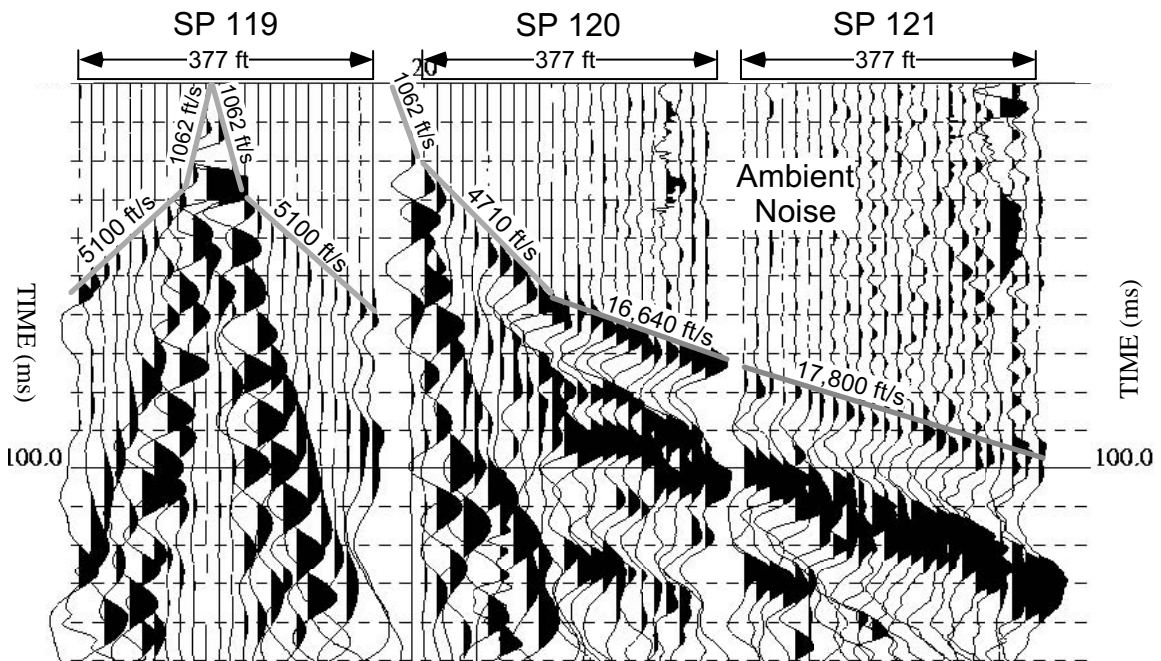 SP 119
SP 120
SP 121
377 ft
377 ft
377 ft
20
1062 ft/s
1062 ft/s
1062 ft/s
5100 ft/s
5100 ft/s
4710 ft/s
16,640 ft/s
17,800 ft/s
Ambient
Noise
TIME (ms)
TIME (ms)
100.0
100.0